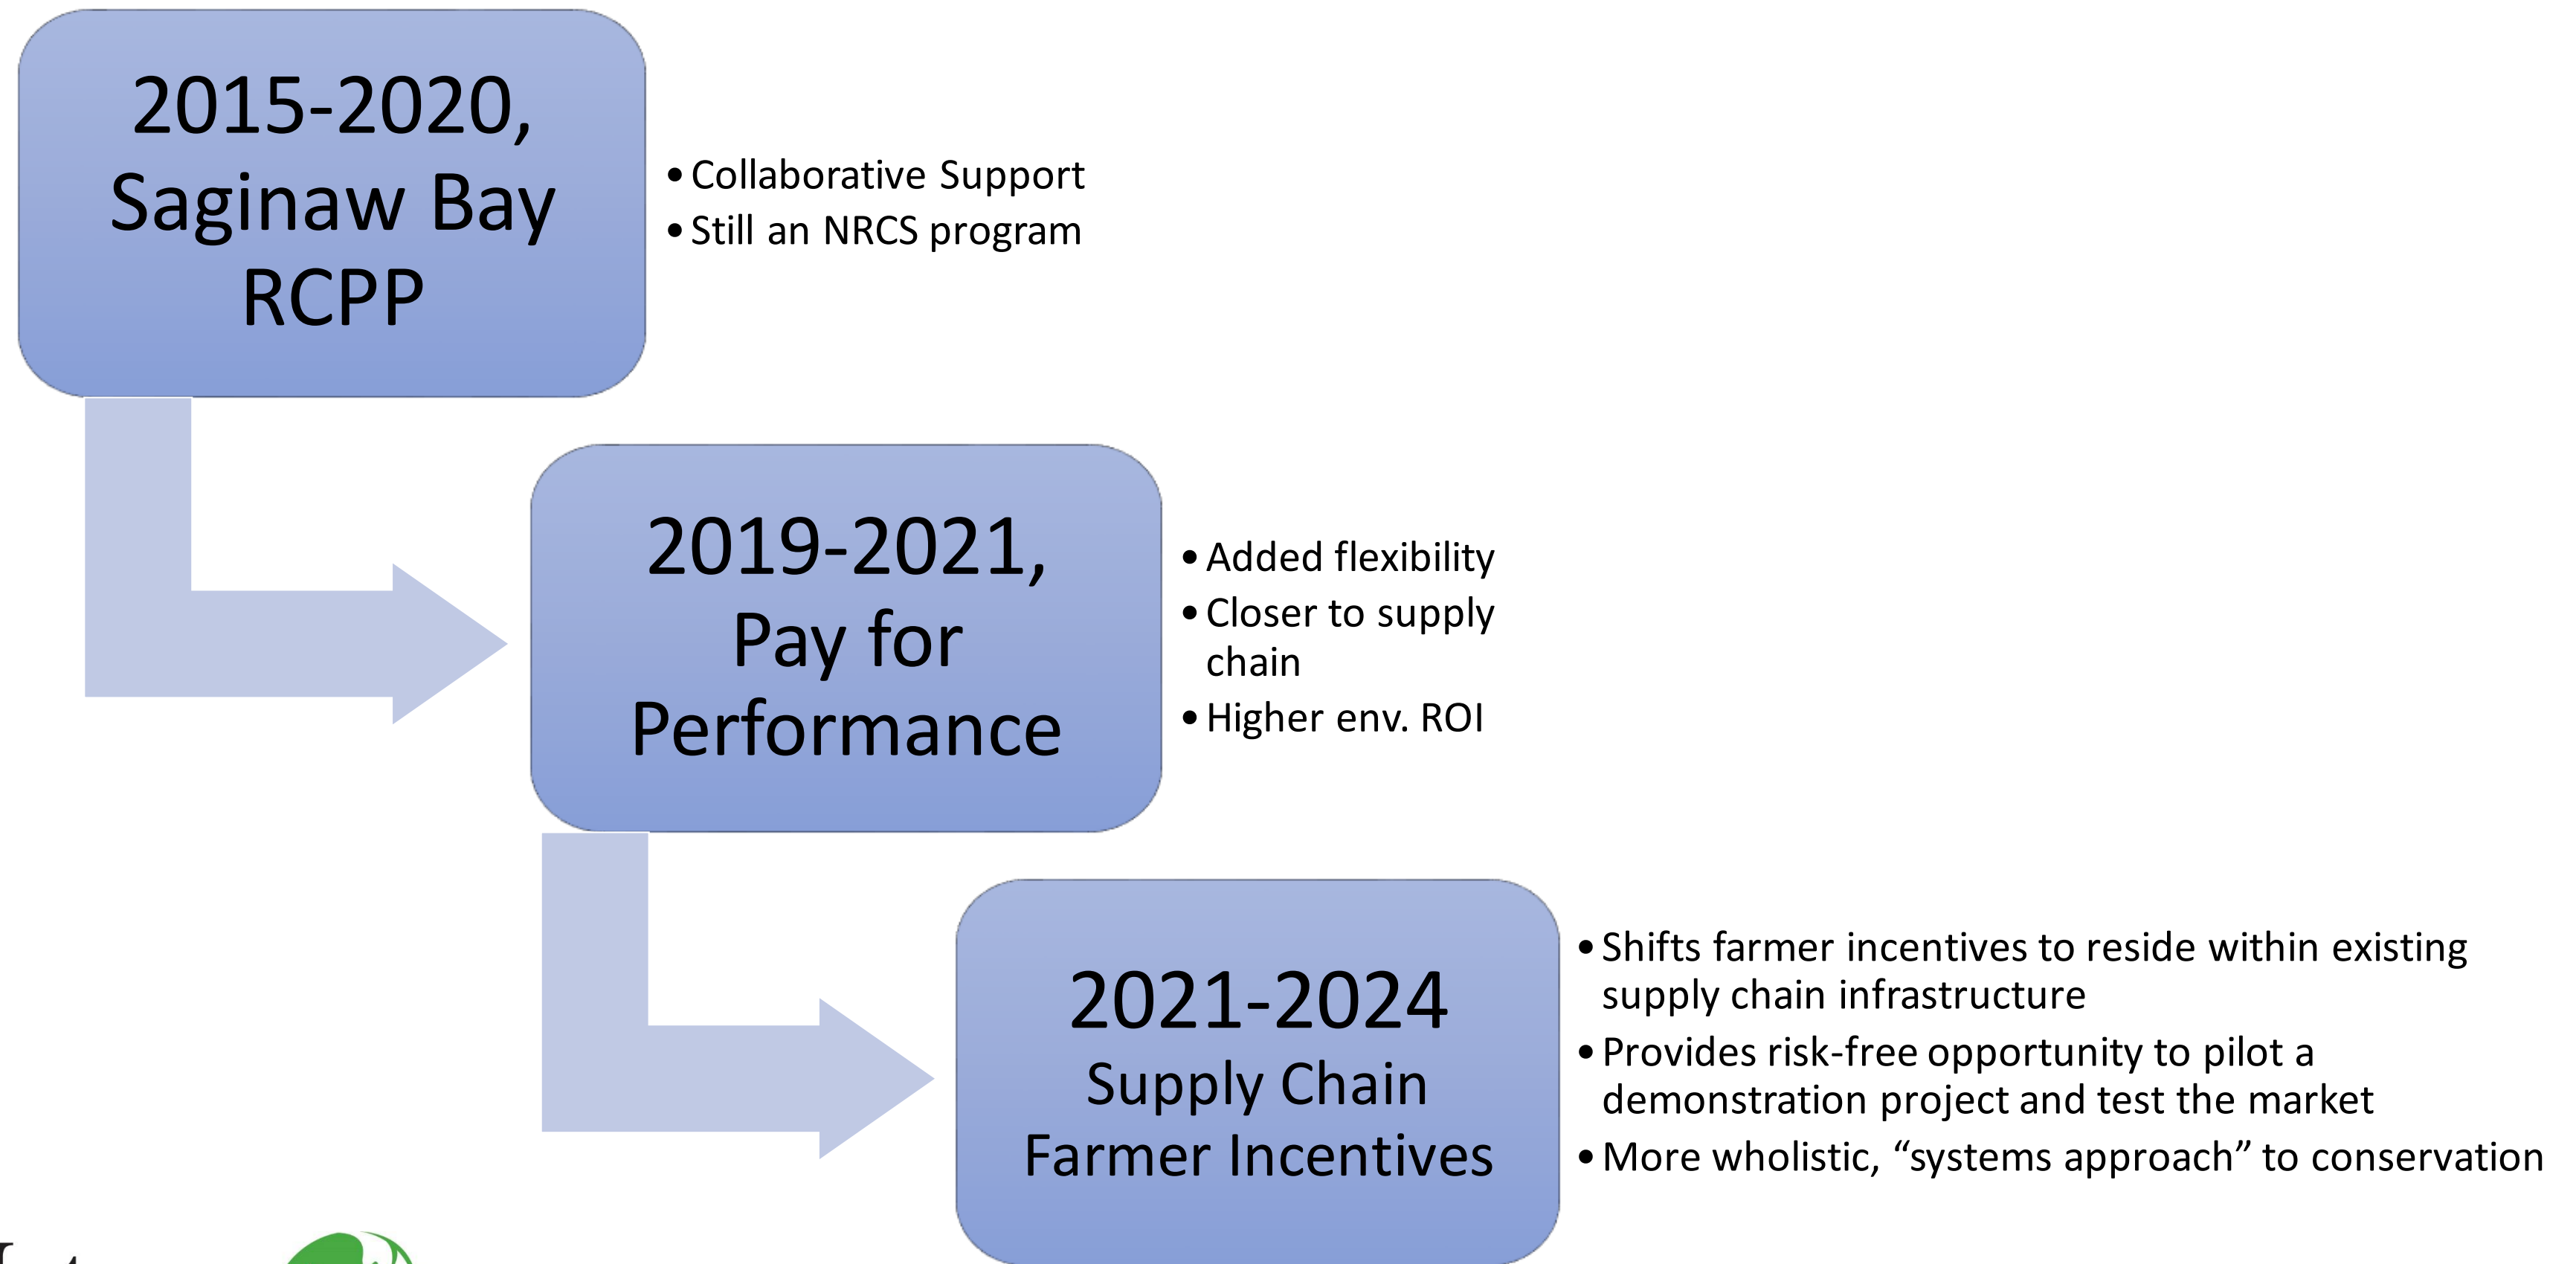 2015-2020,
Saginaw Bay
RCPP
• Collaborative Support
• Still an NRCS program
2019-2021,
Pay for
Performance
• Added flexibility
• Closer to supply
chain
• Higher env. ROI
2021-2024
Supply Chain
Farmer Incentives
• Shifts farmer incentives to reside within existing
supply chain infrastructure
• Provides risk-free opportunity to pilot a
demonstration project and test the market
• More wholistic, “systems approach” to conservation